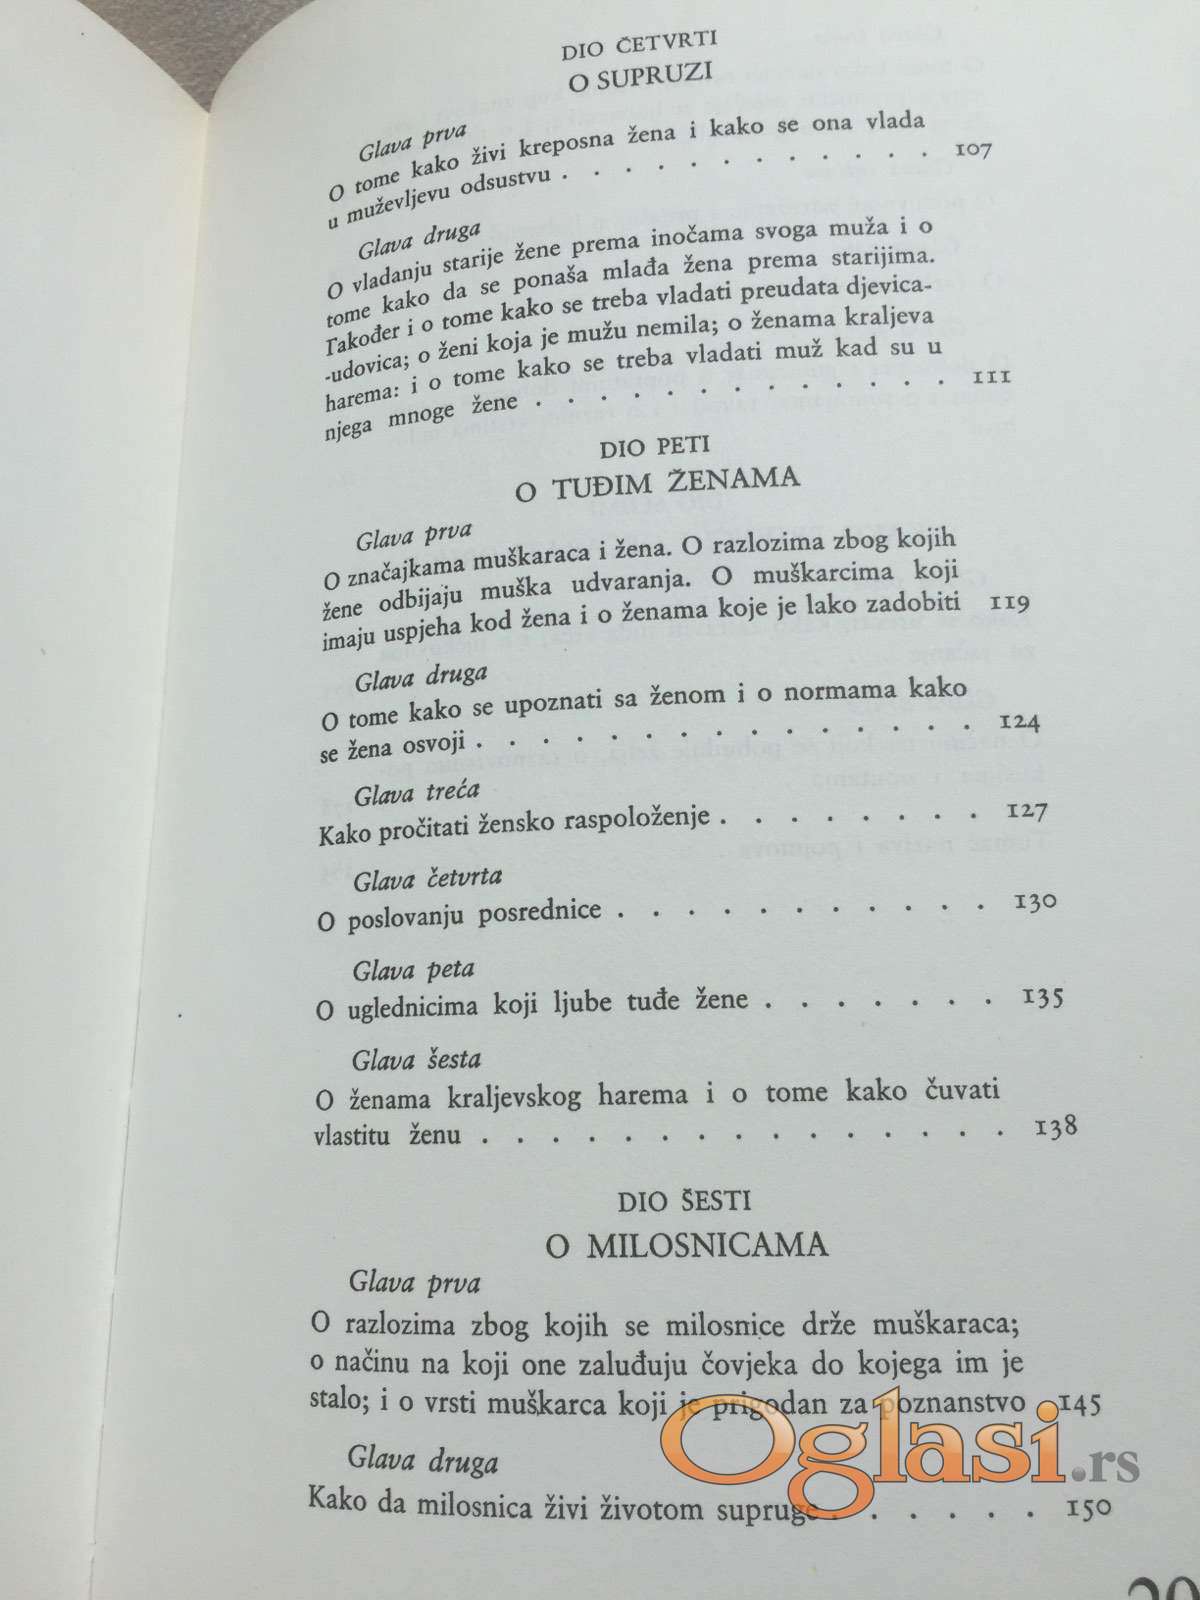 DIO ČETVRTI
O SUPRUZI
Glava prva
O tome kako živi kreposna žena i kako se ona vlada
u muževljevu odsustvu . . . . . . . . . . . . . 107
Glava druga
O vladanju starije žene prema inočama svoga muža i o
tome kako da se ponaša mlađa žena prema starijima.
Također i o tome kako se treba vladati preudata djevica-
-udovica; o ženi koja je mužu nemila; o ženama kraljeva
harema: i o tome kako se treba vladati muž kad su u
njega mnoge žene . . . . . . . . . . . . . . 111
DIO PETI
O TUĐIM ŽENAMA
Glava prva
O značajkama muškaraca i žena. O razlozima zbog kojih
žene odbijaju muška udvaranja. O muškarcima koji
imaju uspjeha kod žena i o ženama koje je lako zadobiti 119
Glava druga
O tome kako se upoznati sa ženom i o normama kako
se žena osvoji . . . . . . . . . . . . . . . . 124
Glava treća
Kako pročitati žensko raspoloženje . . . . . . . . . 127
Glava četvrta
O poslovanju posrednice . . . . . . . . . . . . 130
Glava peta
O uglednicima koji ljube tuđe žene . . . . . . . . 135
Glava šesta
O ženama kraljevskog harema i o tome kako čuvati
vlastitu ženu . . . . . . . . . . . . . . . . 138
DIO ŠESTI
O MILOSNICAMA
Glava prva
O razlozima zbog kojih se milosnice drže muškaraca;
o načinu na koji one zaluđuju čovjeka do kojega im je
stalo; i o vrsti muškarca koji je prigodan za poznanstvo 145
Glava druga
Kako da milosnica živi životom supruge . . . . . . . 150
Oglasi.rs